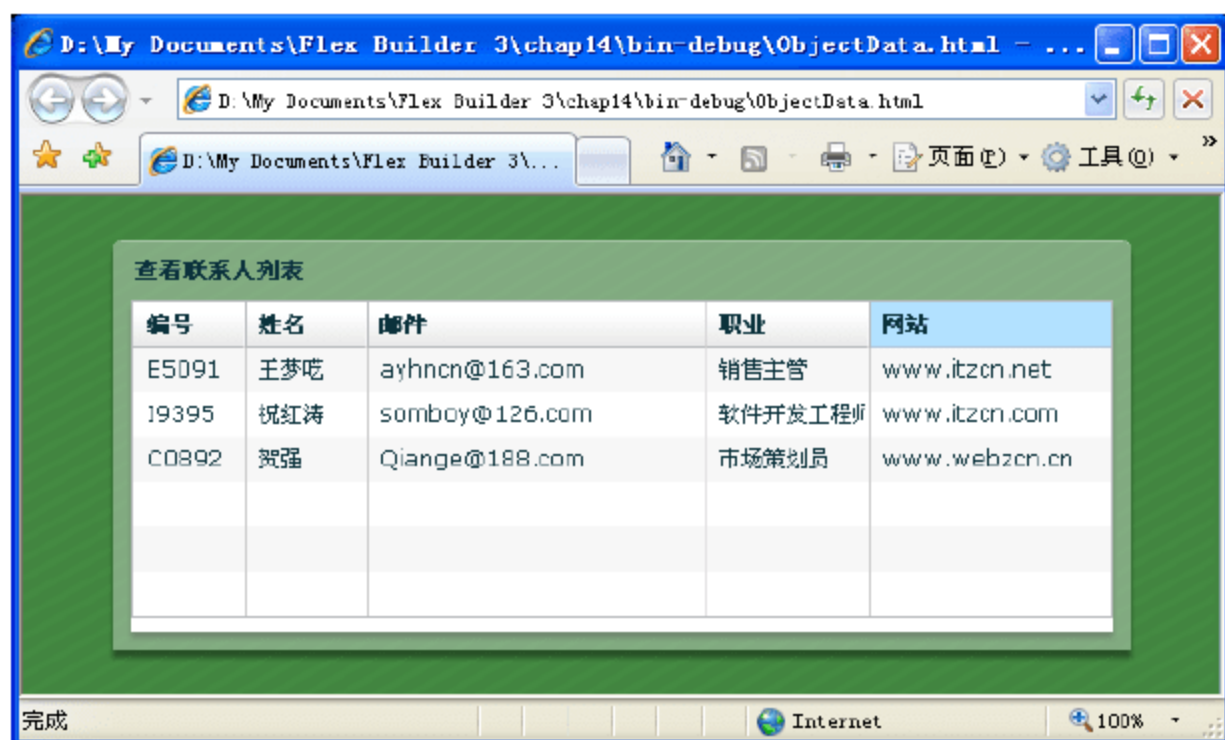 D:\My Documents\Flex Builder 3\chap14\bin-debug\ObjectData.html - ...
D:\My Documents\Flex Builder 3\chap14\bin-debug\ObjectData.html
D:\My Documents\Flex Builder 3\... 页面(P) 工具(O) »
查看联系人列表
编号 姓名 邮件 职业 网站
E5091 ayhncn@163.com 销售主管 www.itzcn.net
I9395 祝红涛 somboy@126.com 软件开发工程师 www.itzcn.com
C0892 贺强 Qiange@188.com 市场策划员 www.webzcn.cn
完成 Internet 100%